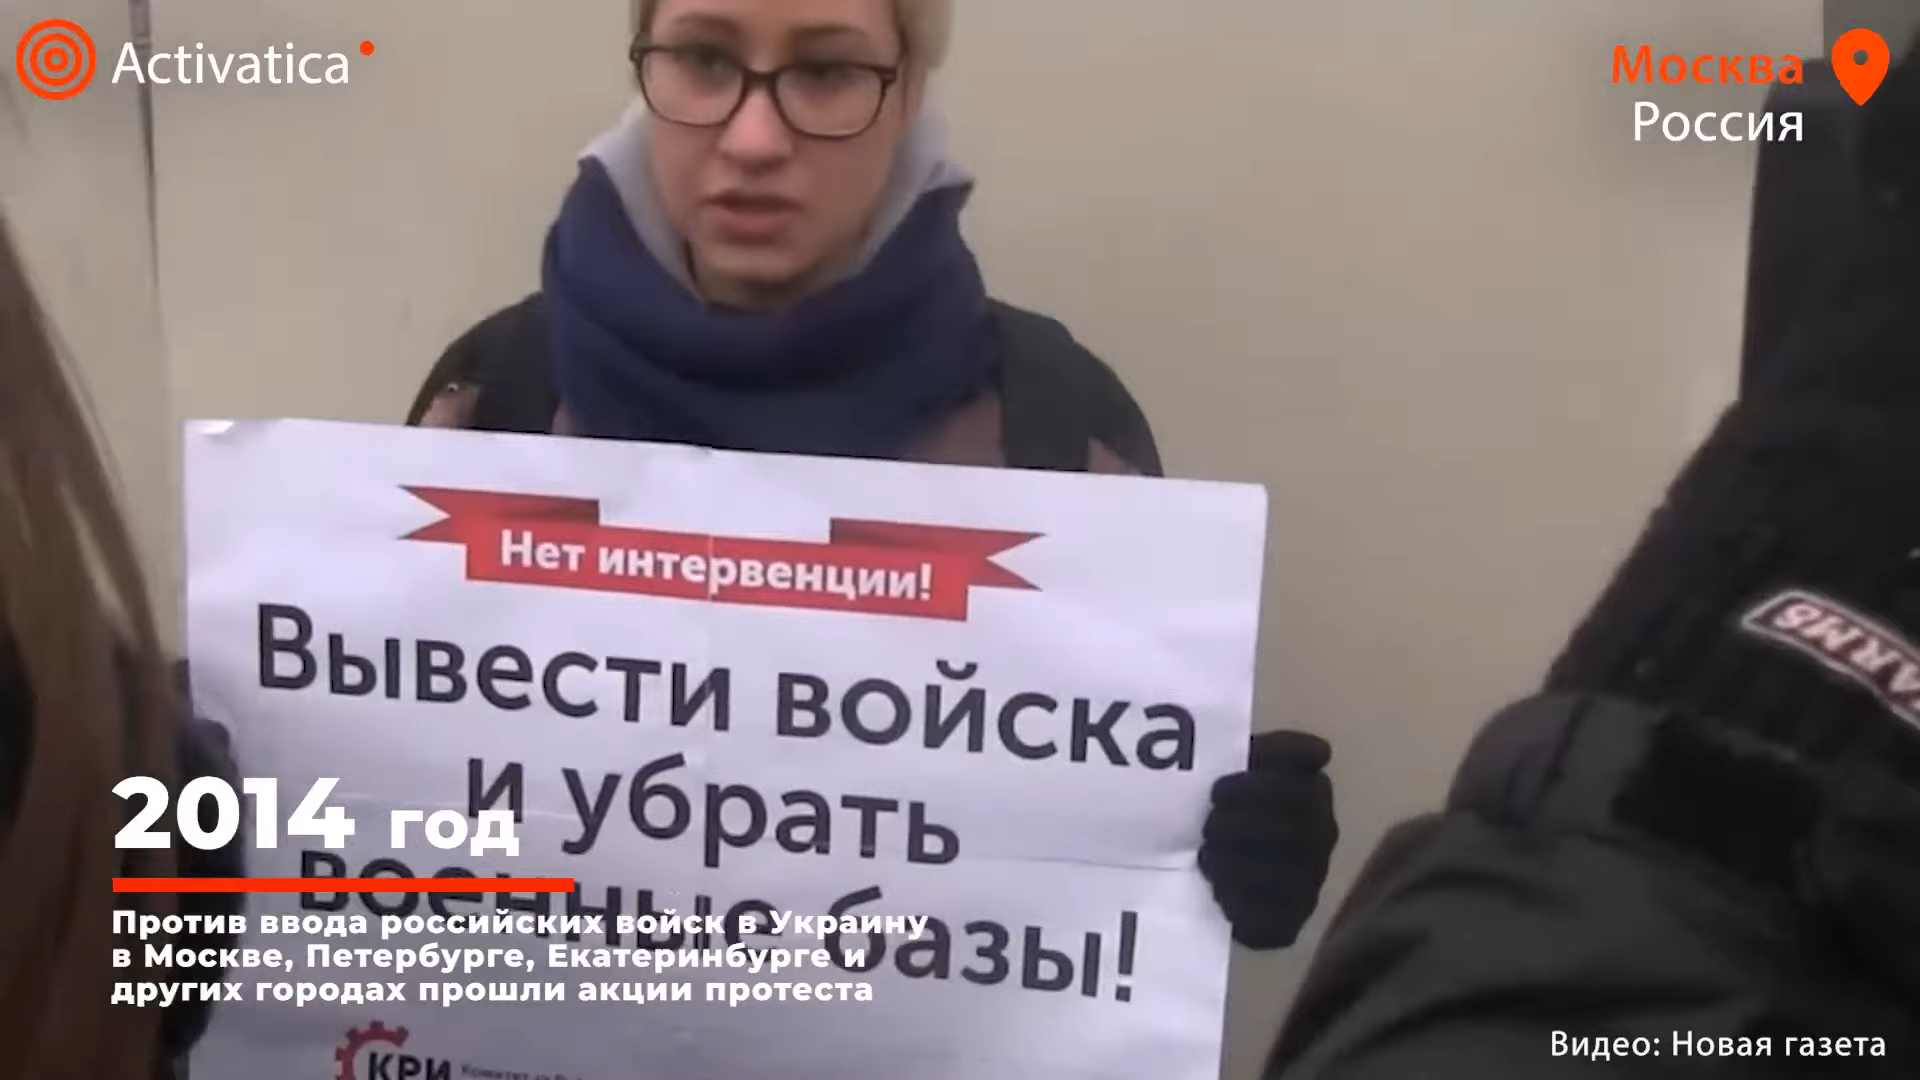 Activatica
Москва
Россия
Нет интервенции!
Вывести войска
и убрать
военные базы!
2014 год
Против ввода российских войск в Украину
в Москве, Петербурге, Екатеринбурге и
других городах прошли акции протеста
КРИ
Видео: Новая газета